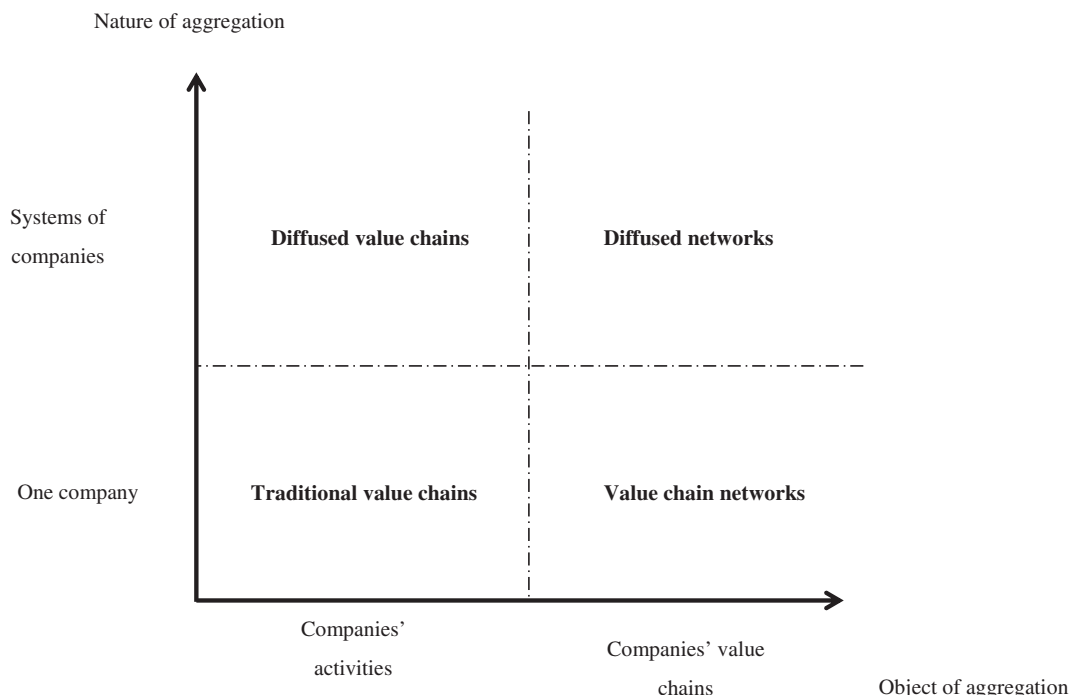 Nature of aggregation
Systems of
companies
Diffused value chains
Diffused networks
One company
Traditional value chains
Value chain networks
Companies’
activities
Companies’ value
chains
Object of aggregation